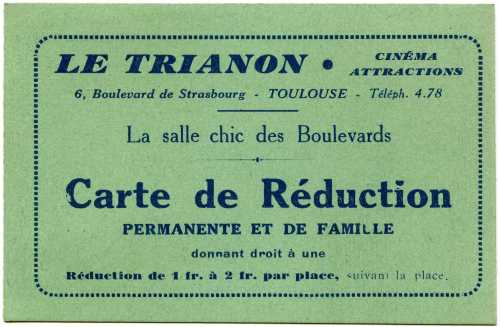 LE TRIANON • CINÉMA
ATTRACTIONS
6, Boulevard de Strasbourg - TOULOUSE - Téléph. 4.78
La salle chic des Boulevards
Carte de Réduction
PERMANENTE ET DE FAMILLE
donnant droit à une
Réduction de 1 fr. à 2 fr. par place, suivant la place.